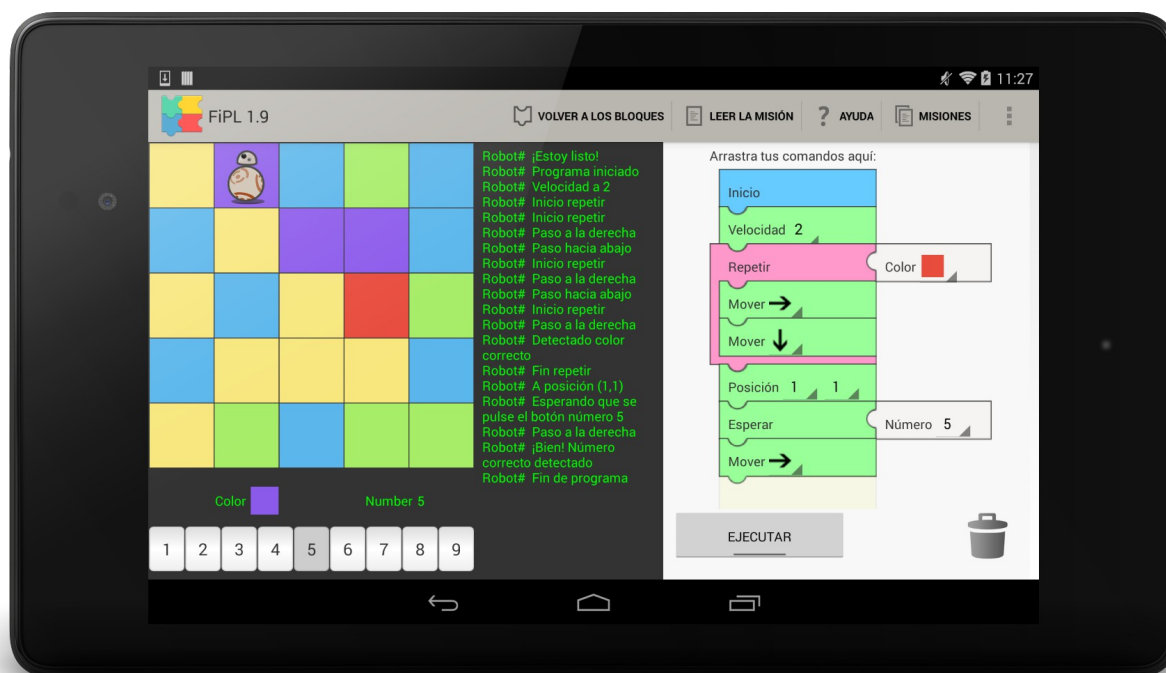 11:27
FiPL 1.9
VOLVER A LOS BLOQUES
LEER LA MISIÓN
? AYUDA
MISIONES
Robot# ¡Estoy listo!
Robot# Programa iniciado
Robot# Velocidad a 2
Robot# Inicio repetir
Robot# Inicio repetir
Robot# Paso a la derecha
Robot# Paso hacia abajo
Robot# Inicio repetir
Robot# Paso a la derecha
Robot# Paso hacia abajo
Robot# Inicio repetir
Robot# Paso a la derecha
Robot# Detectado color
correcto
Robot# Fin repetir
Robot# A posición (1,1)
Robot# Esperando que se
pulse el botón número 5
Robot# Paso a la derecha
Robot# ¡Bien! Número
correcto detectado
Robot# Fin de programa
Color
Number 5
1 2 3 4 5 6 7 8 9
Arrastra tus comandos aquí:
Inicio
Velocidad 2
Repetir Color
Mover
Mover
Posición 1 1
Esperar Número 5
Mover
EJECUTAR